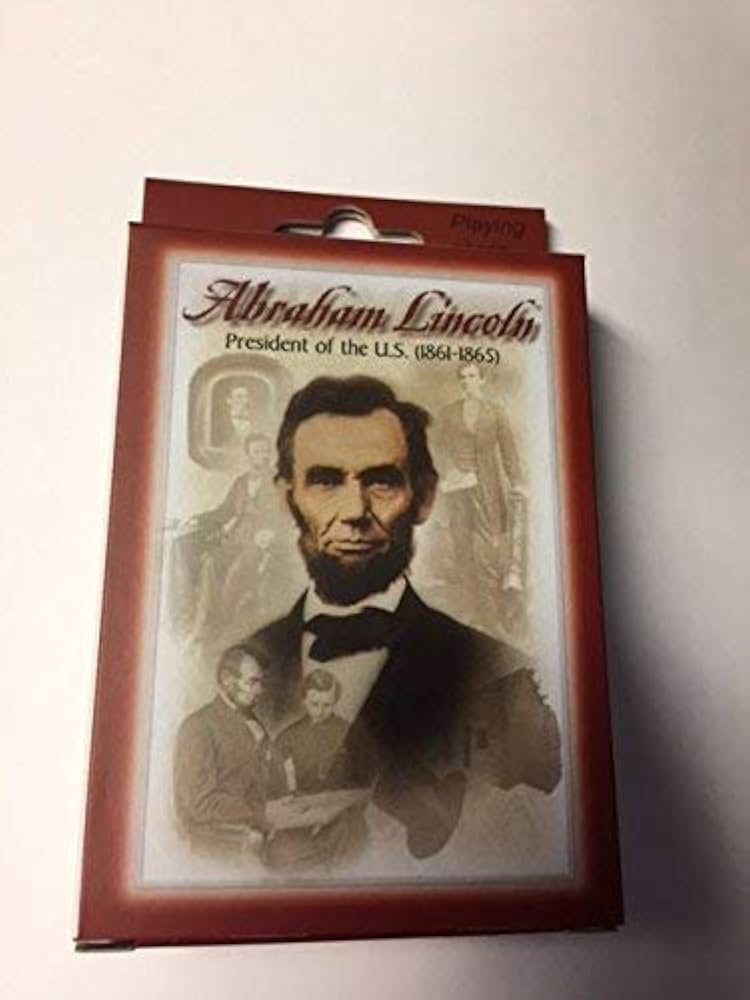 Playing
Abraham Lincoln
President of the U.S. (1861-1865)